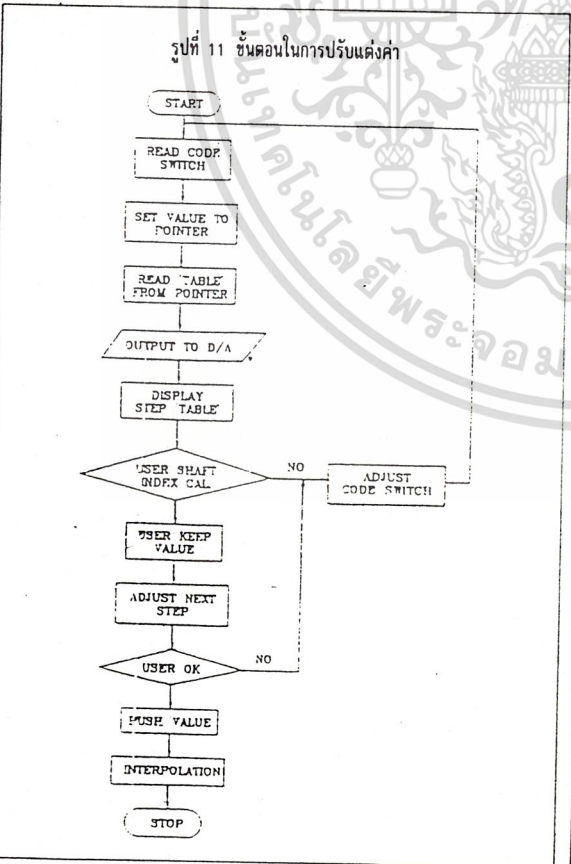 รูปที่ 11 ขั้นตอนในการปรับแต่งค่า
START
READ CODE
SWITCH
SET VALUE TO
POINTER
READ TABLE
FROM POINTER
OUTPUT TO D/A
DISPLAY
STEP TABLE
USER SHAFT
INDEX CAL
NO
ADJUST
CODE SWITCH
USER KEEP
VALUE
ADJUST NEXT
STEP
USER OK
NO
PUSH VALUE
INTERPOLATION
STOP